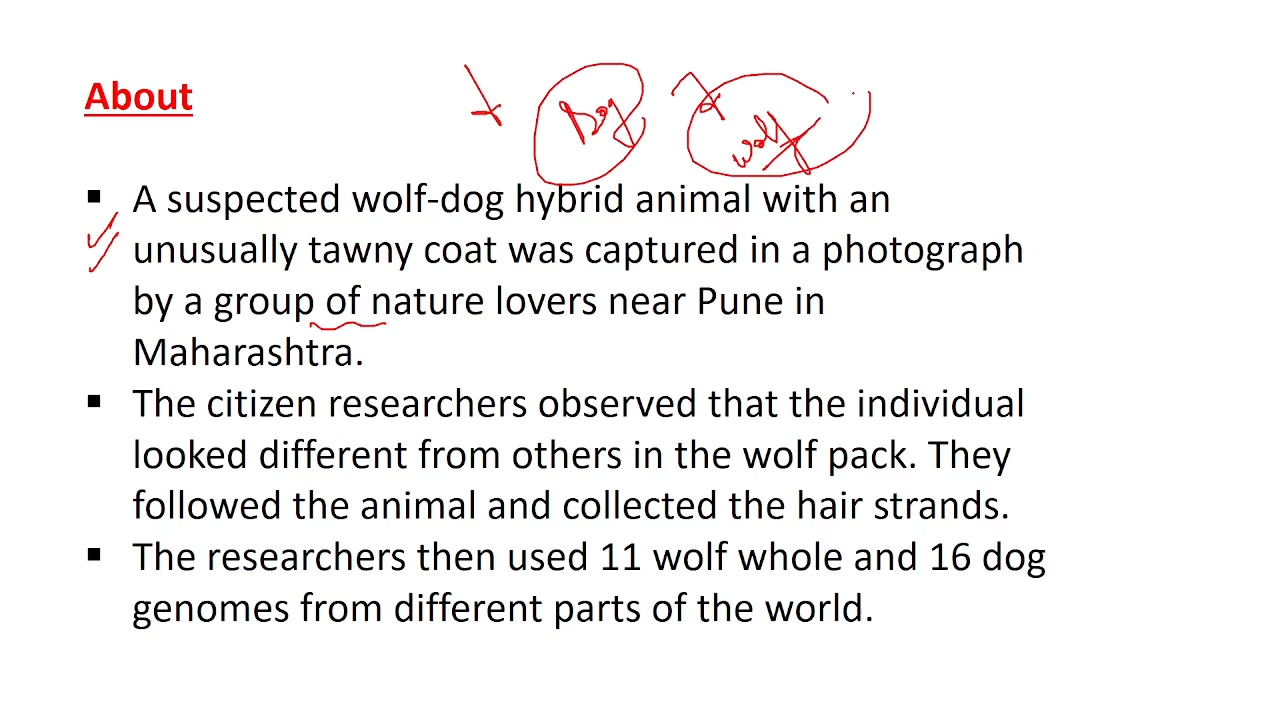 About
Dog
wolf
▪ A suspected wolf-dog hybrid animal with an
unusually tawny coat was captured in a photograph
by a group of nature lovers near Pune in
Maharashtra.
▪ The citizen researchers observed that the individual
looked different from others in the wolf pack. They
followed the animal and collected the hair strands.
▪ The researchers then used 11 wolf whole and 16 dog
genomes from different parts of the world.